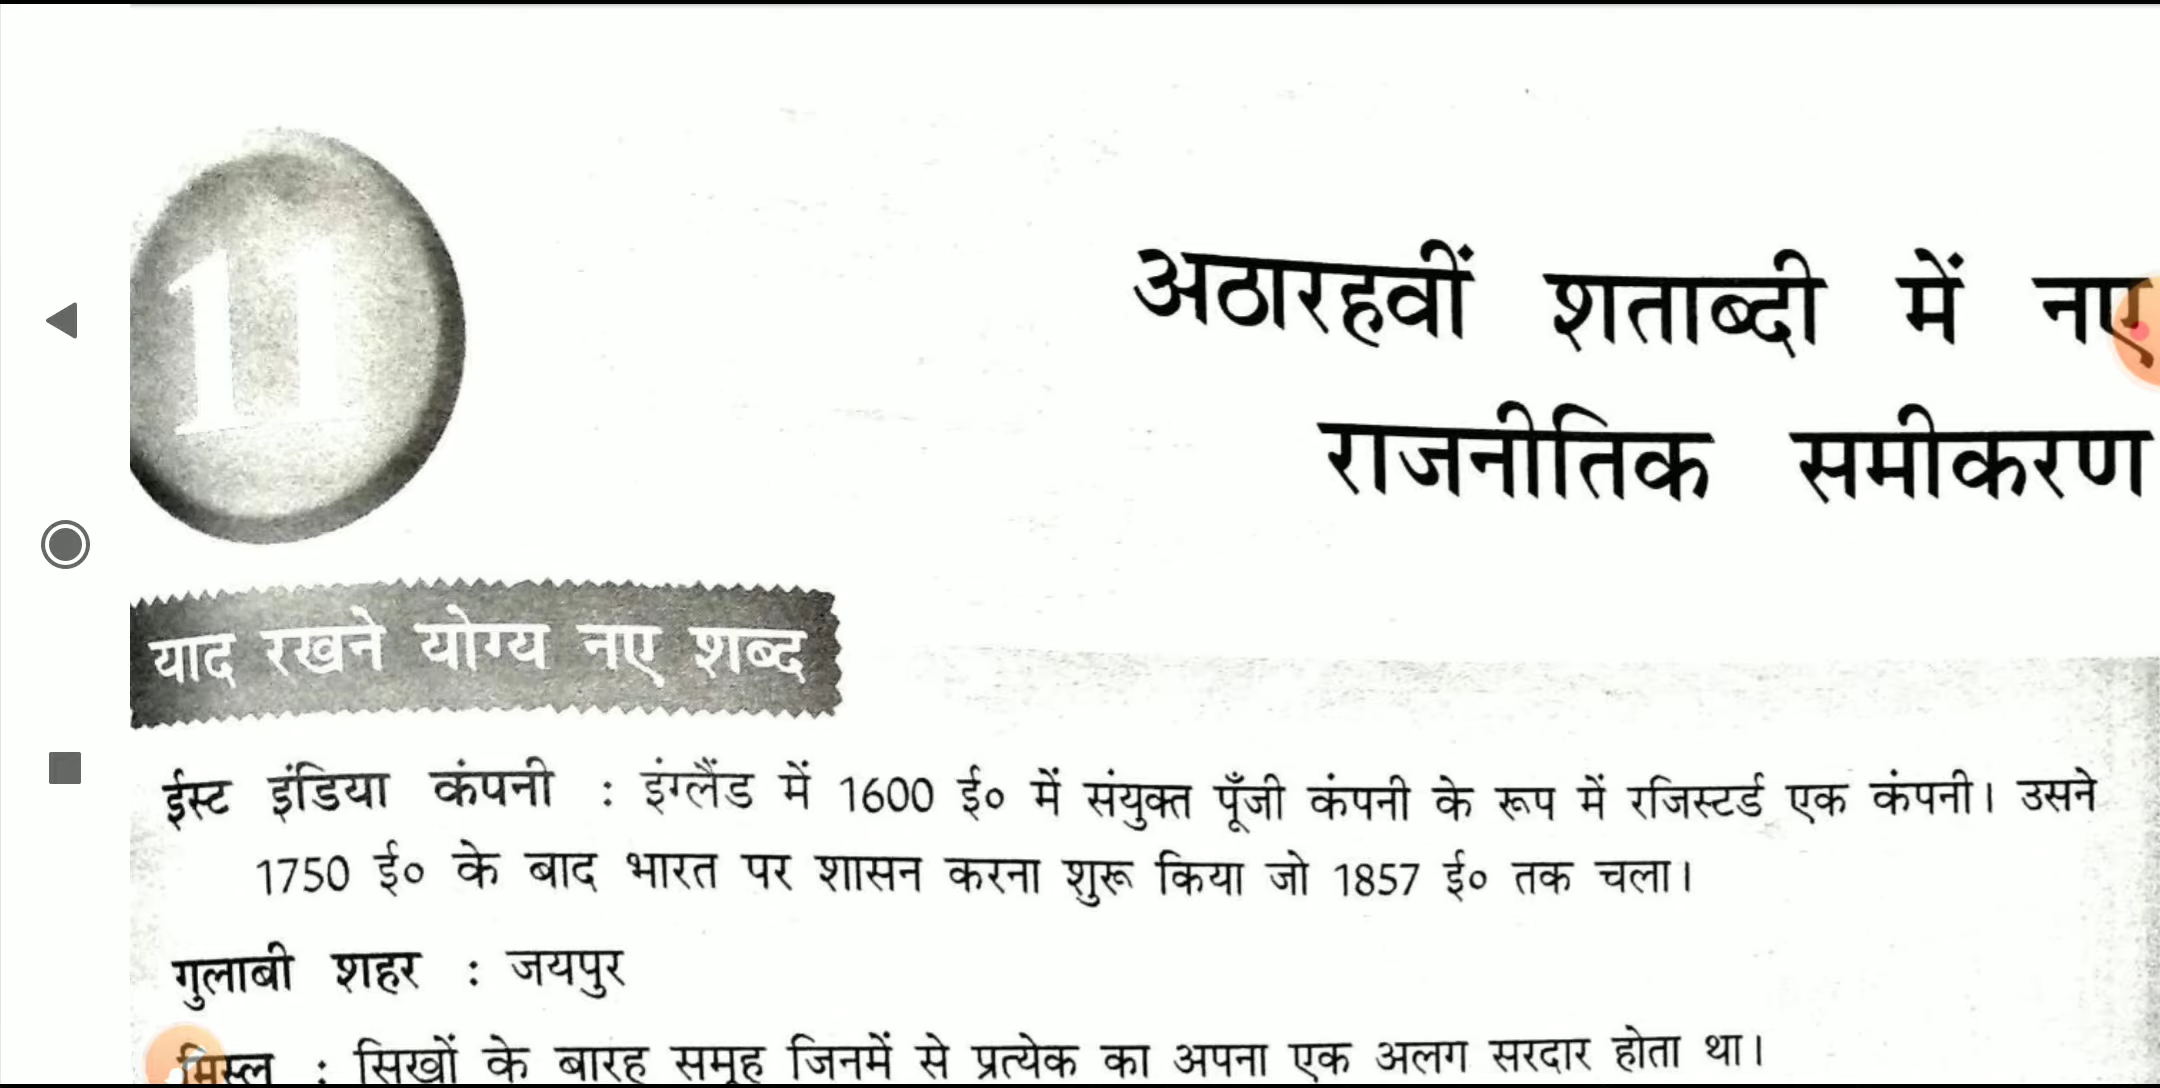 11
अठारहवीं शताब्दी में नए
राजनीतिक समीकरण
याद रखने योग्य नए शब्द
ईस्ट इंडिया कंपनी : इंग्लैंड में 1600 ई० में संयुक्त पूँजी कंपनी के रूप में रजिस्टर्ड एक कंपनी। उसने
1750 ई० के बाद भारत पर शासन करना शुरू किया जो 1857 ई० तक चला।
गुलाबी शहर : जयपुर
मिस्ल : सिखों के बारह समूह जिनमें से प्रत्येक का अपना एक अलग सरदार होता था।